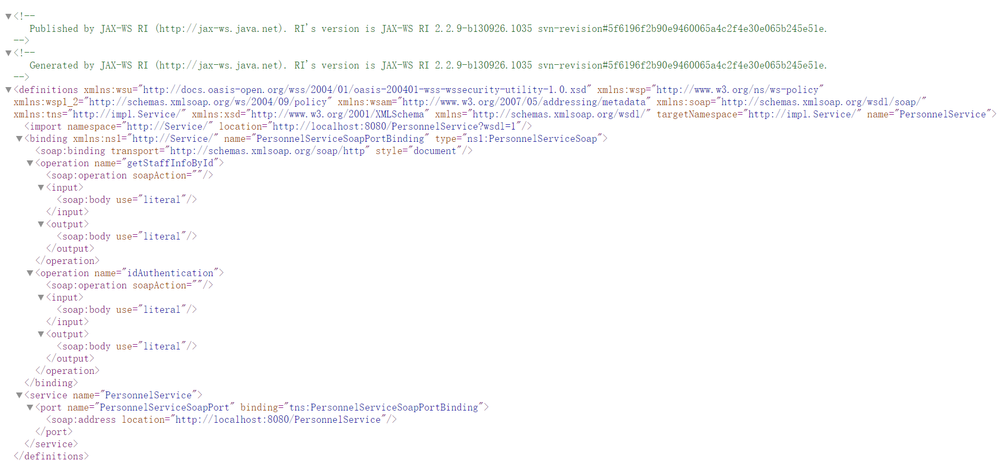 ▼<!--
Published by JAX-WS RI (http://jax-ws.java.net). RI's version is JAX-WS RI 2.2.9-b130926.1035 svn-revision#5f6196f2b90e9460065a4c2f4e30e065b245e51e.
-->
▼<!--
Generated by JAX-WS RI (http://jax-ws.java.net). RI's version is JAX-WS RI 2.2.9-b130926.1035 svn-revision#5f6196f2b90e9460065a4c2f4e30e065b245e51e.
-->
▼<definitions xmlns:wsu="http://docs.oasis-open.org/wss/2004/01/oasis-200401-wss-wssecurity-utility-1.0.xsd" xmlns:wsp="http://www.w3.org/ns/ws-policy"
xmlns:wsp1_2="http://schemas.xmlsoap.org/ws/2004/09/policy" xmlns:wsam="http://www.w3.org/2007/05/addressing/metadata" xmlns:soap="http://schemas.xmlsoap.org/wsdl/soap/"
xmlns:tns="http://impl.Service/" xmlns:xsd="http://www.w3.org/2001/XMLSchema" xmlns="http://schemas.xmlsoap.org/wsdl/" targetNamespace="http://impl.Service/" name="PersonnelService">
<import namespace="http://Service/" location="http://localhost:8080/PersonnelService?wsdl=1"/>
▼<binding xmlns:ns1="http://Service/" name="PersonnelServiceSoapPortBinding" type="ns1:PersonnelServiceSoap">
<soap:binding transport="http://schemas.xmlsoap.org/soap/http" style="document"/>
▼<operation name="getStaffInfoById">
<soap:operation soapAction=""/>
▼<input>
<soap:body use="literal"/>
</input>
▼<output>
<soap:body use="literal"/>
</output>
</operation>
▼<operation name="idAuthentication">
<soap:operation soapAction=""/>
▼<input>
<soap:body use="literal"/>
</input>
▼<output>
<soap:body use="literal"/>
</output>
</operation>
</binding>
▼<service name="PersonnelService">
▼<port name="PersonnelServiceSoapPort" binding="tns:PersonnelServiceSoapPortBinding">
<soap:address location="http://localhost:8080/PersonnelService"/>
</port>
</service>
</definitions>